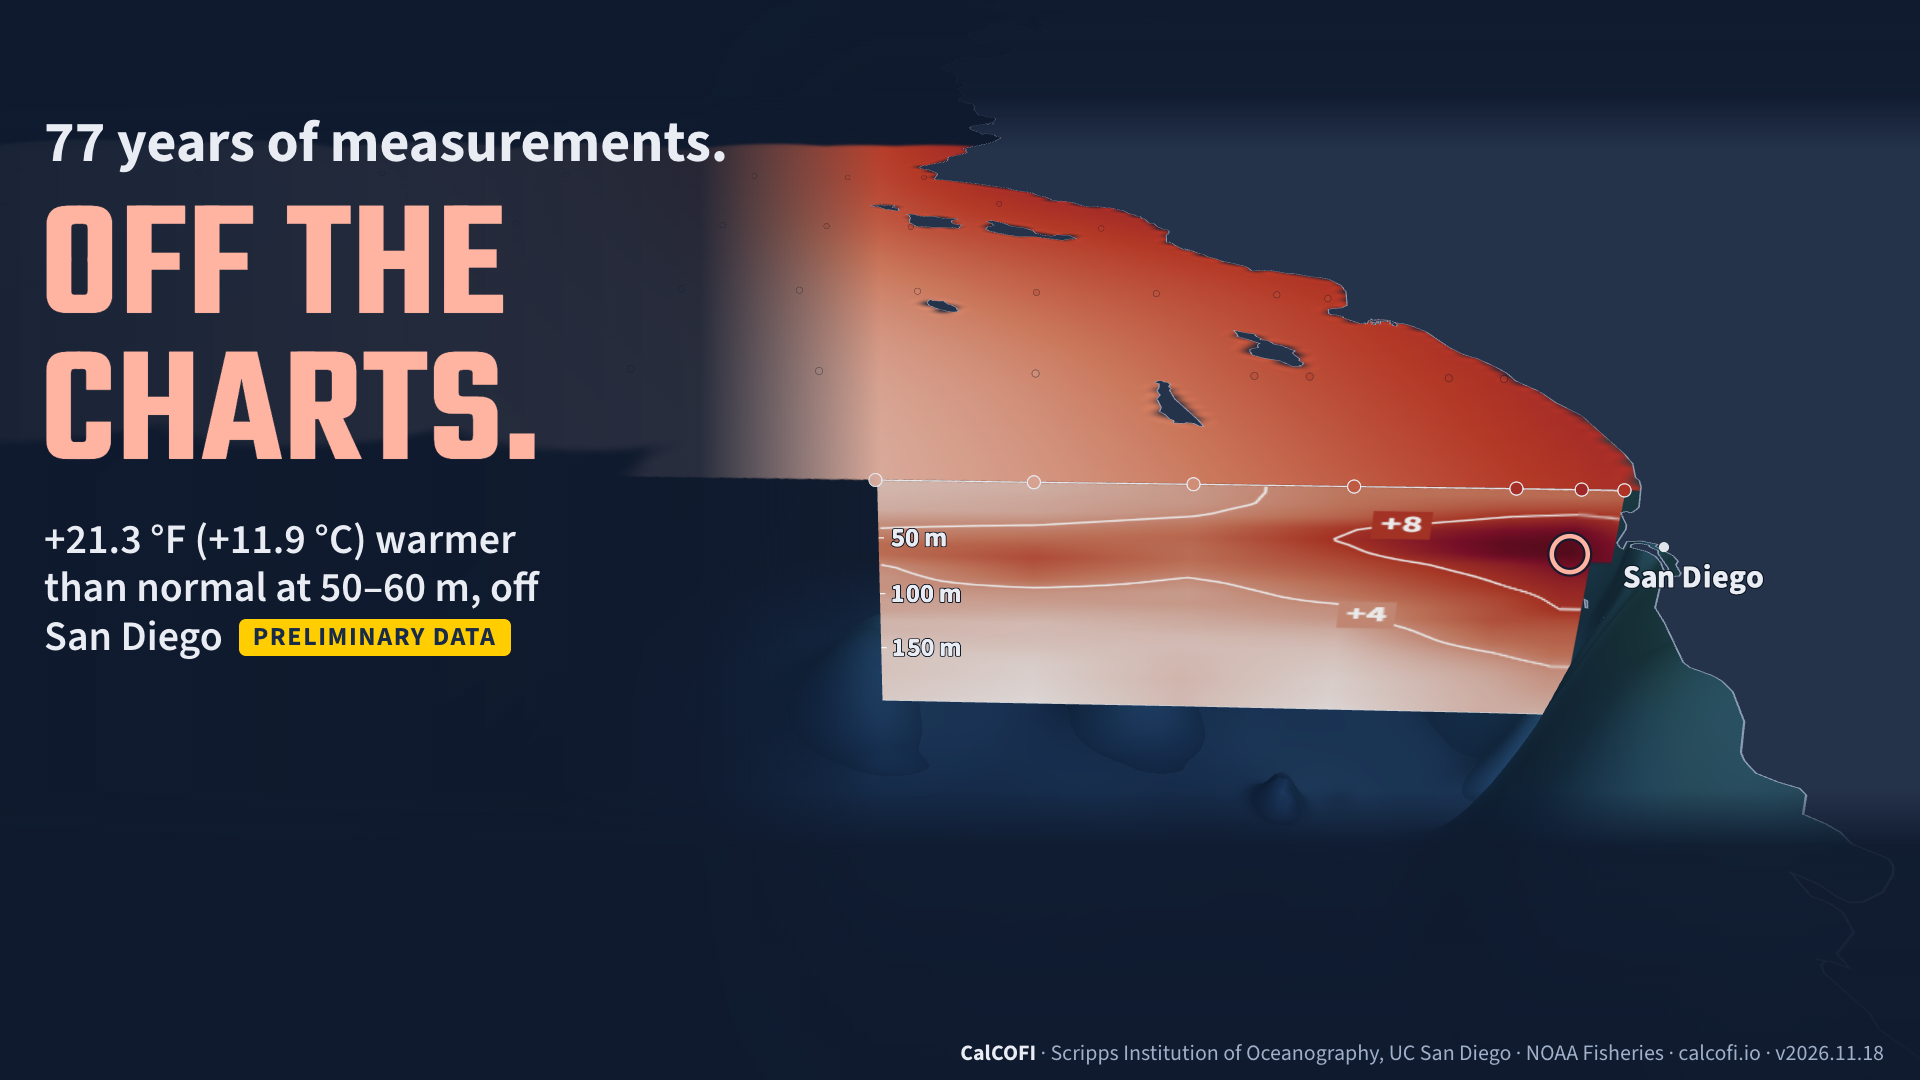 77 years of measurements.
OFF THE
CHARTS.
+21.3 °F (+11.9 °C) warmer
than normal at 50–60 m, off
San Diego PRELIMINARY DATA
+8
50 m
San Diego
100 m
+4
150 m
CalCOFI · Scripps Institution of Oceanography, UC San Diego · NOAA Fisheries · calcofi.io · v2026.11.18